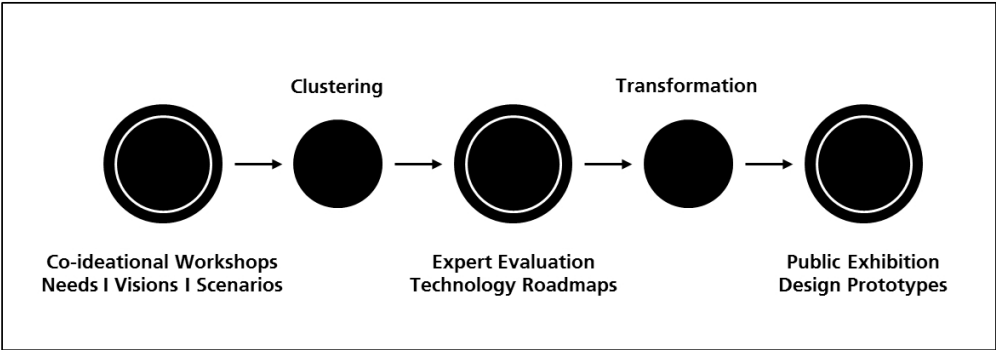 Clustering
Transformation
Co-ideational Workshops
Needs I Visions I Scenarios
Expert Evaluation
Technology Roadmaps
Public Exhibition
Design Prototypes